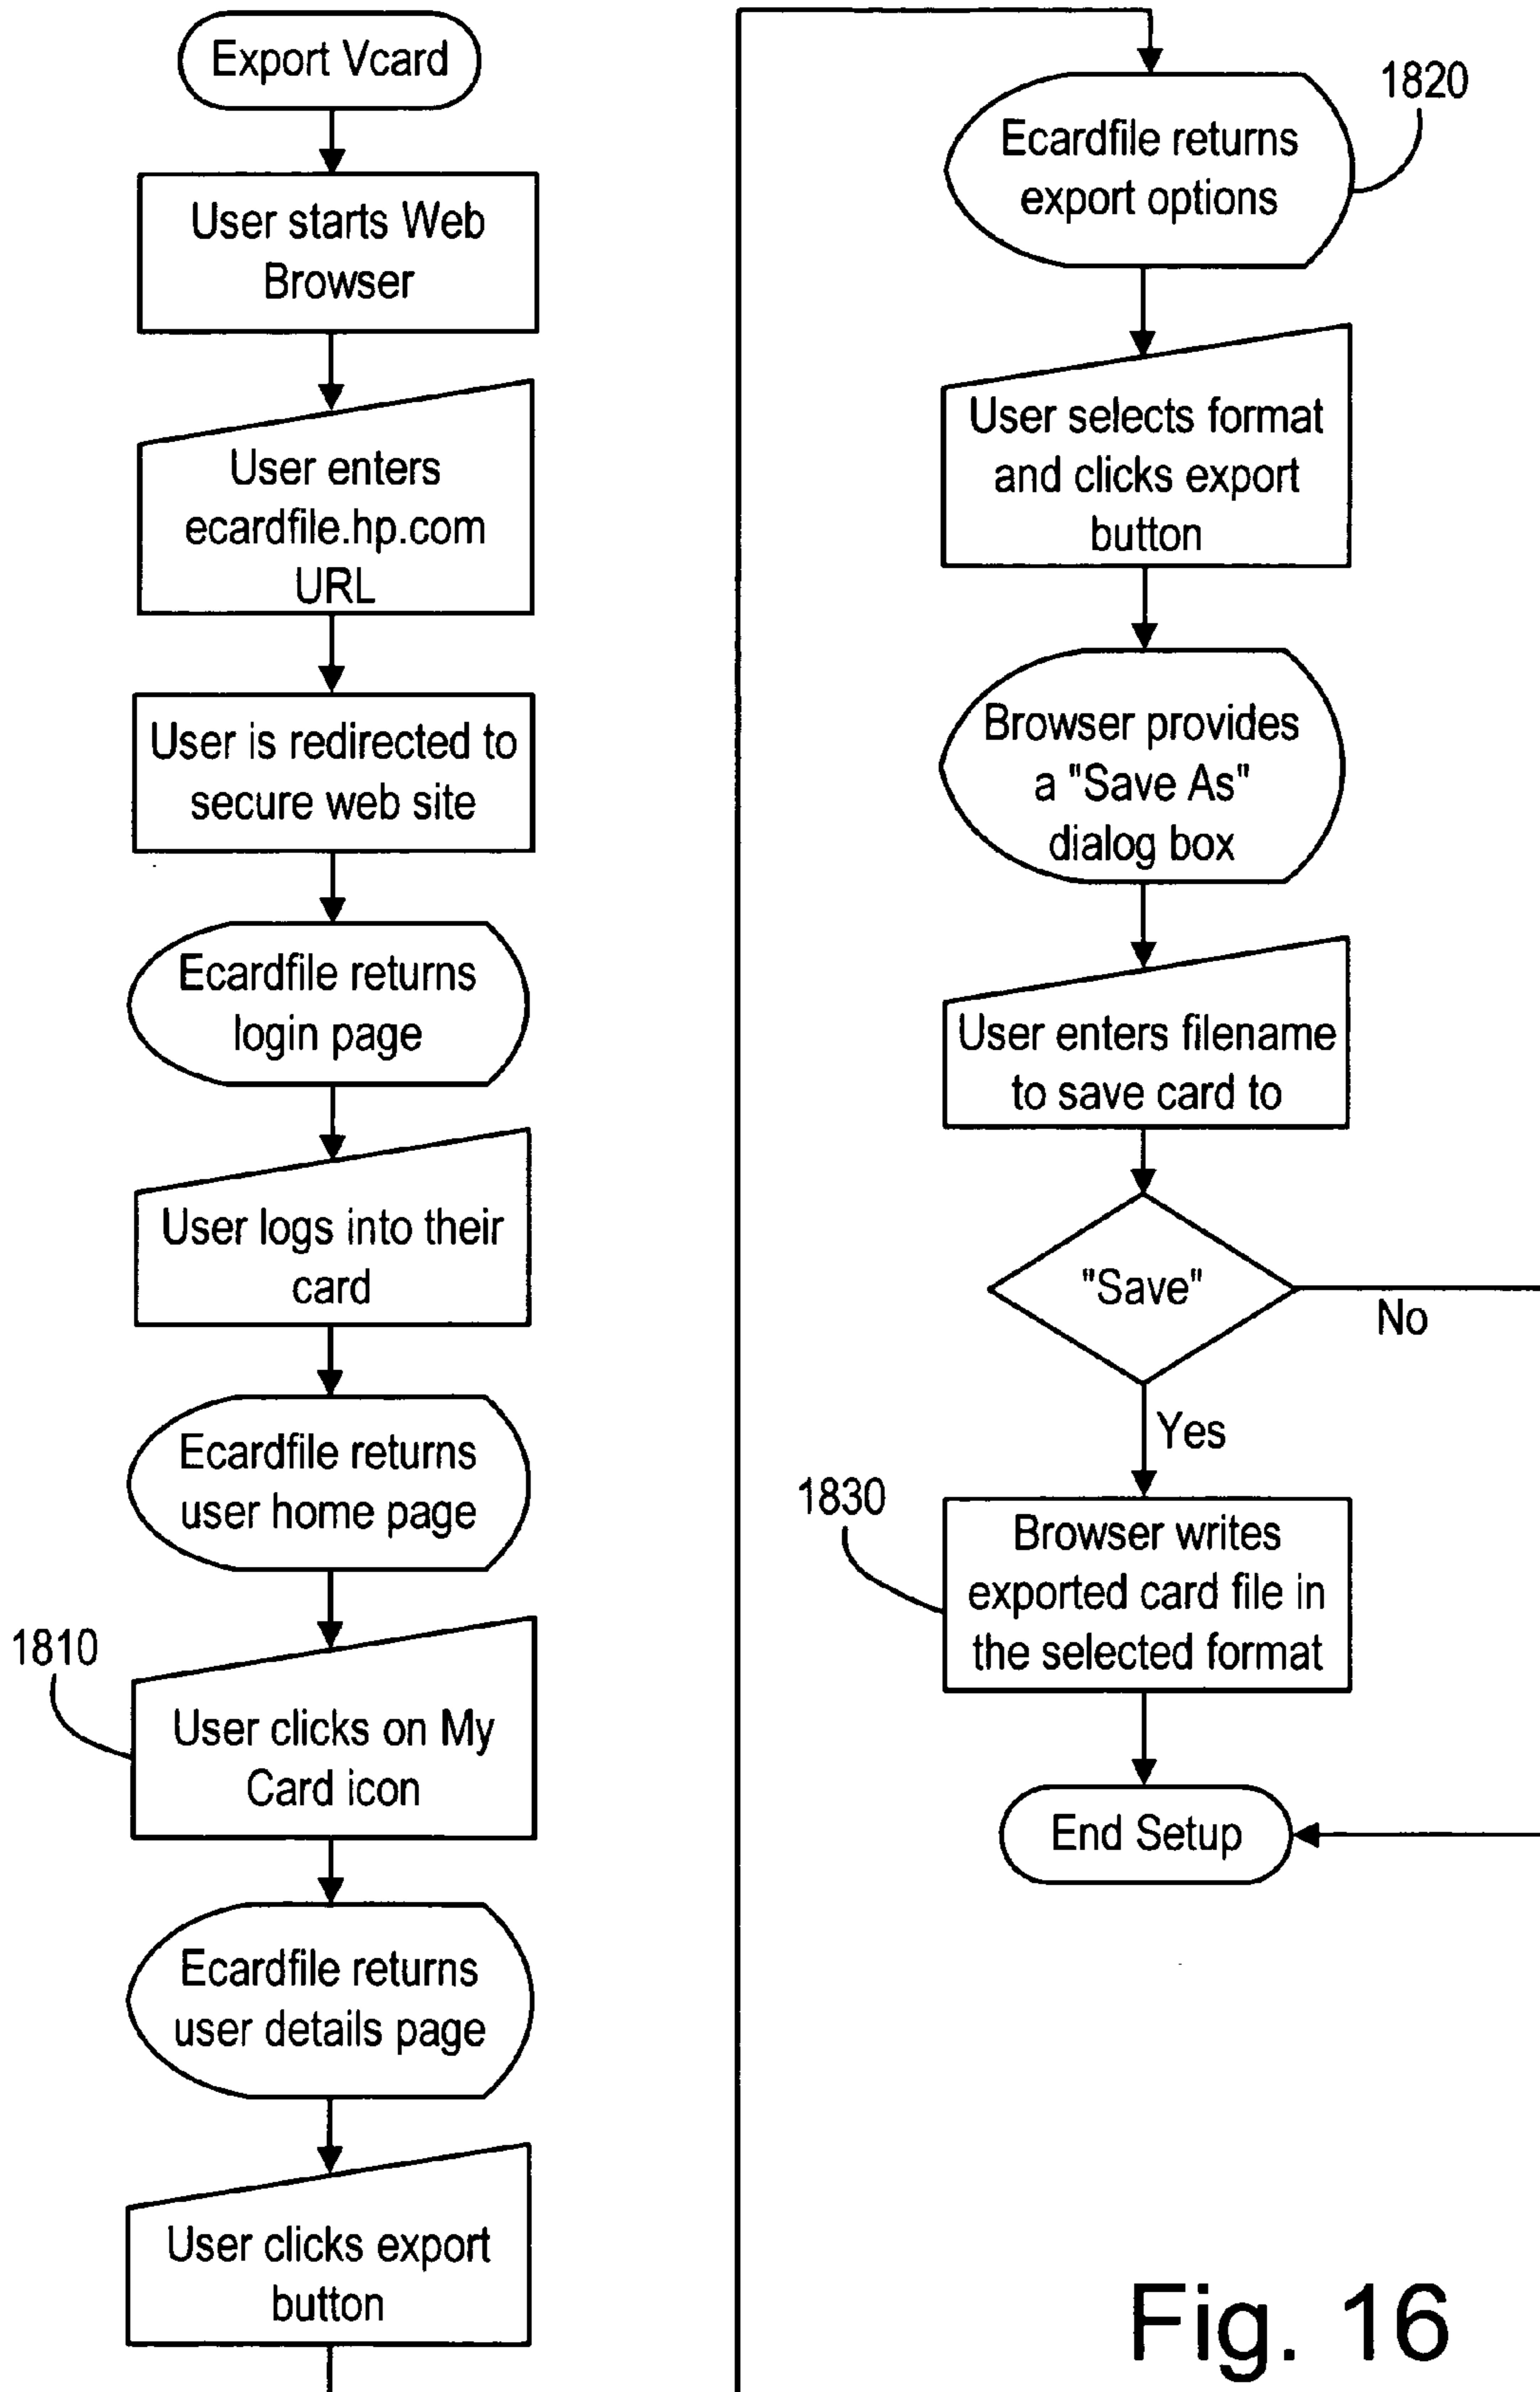 Export Vcard
User starts Web
Browser
User enters
ecardfile.hp.com
URL
User is redirected to
secure web site
Ecardfile returns
login page
User logs into their
card
Ecardfile returns
user home page
1810
User clicks on My
Card icon
Ecardfile returns
user details page
User clicks export
button
1820
Ecardfile returns
export options
User selects format
and clicks export
button
Browser provides
a "Save As"
dialog box
User enters filename
to save card to
"Save"
No
Yes
1830
Browser writes
exported card file in
the selected format
End Setup
Fig. 16